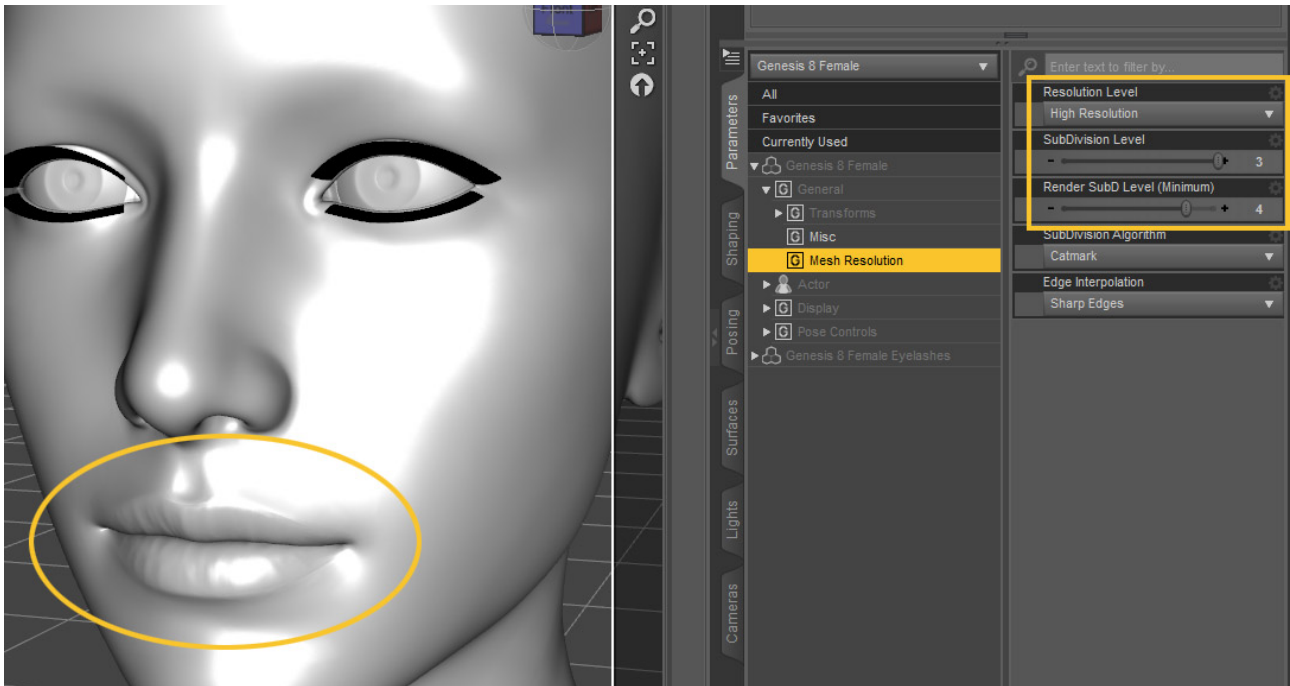 Genesis 8 Female
All
Favorites
Currently Used
Genesis 8 Female
G General
G Transforms
G Misc
G Mesh Resolution
Actor
G Display
G Pose Controls
Genesis 8 Female Eyelashes
Parameters
Shaping
Posing
Surfaces
Lights
Cameras
Enter text to filter by...
Resolution Level
High Resolution
SubDivision Level
- + 3
Render SubD Level (Minimum)
- + 4
SubDivision Algorithm
Catmark
Edge Interpolation
Sharp Edges